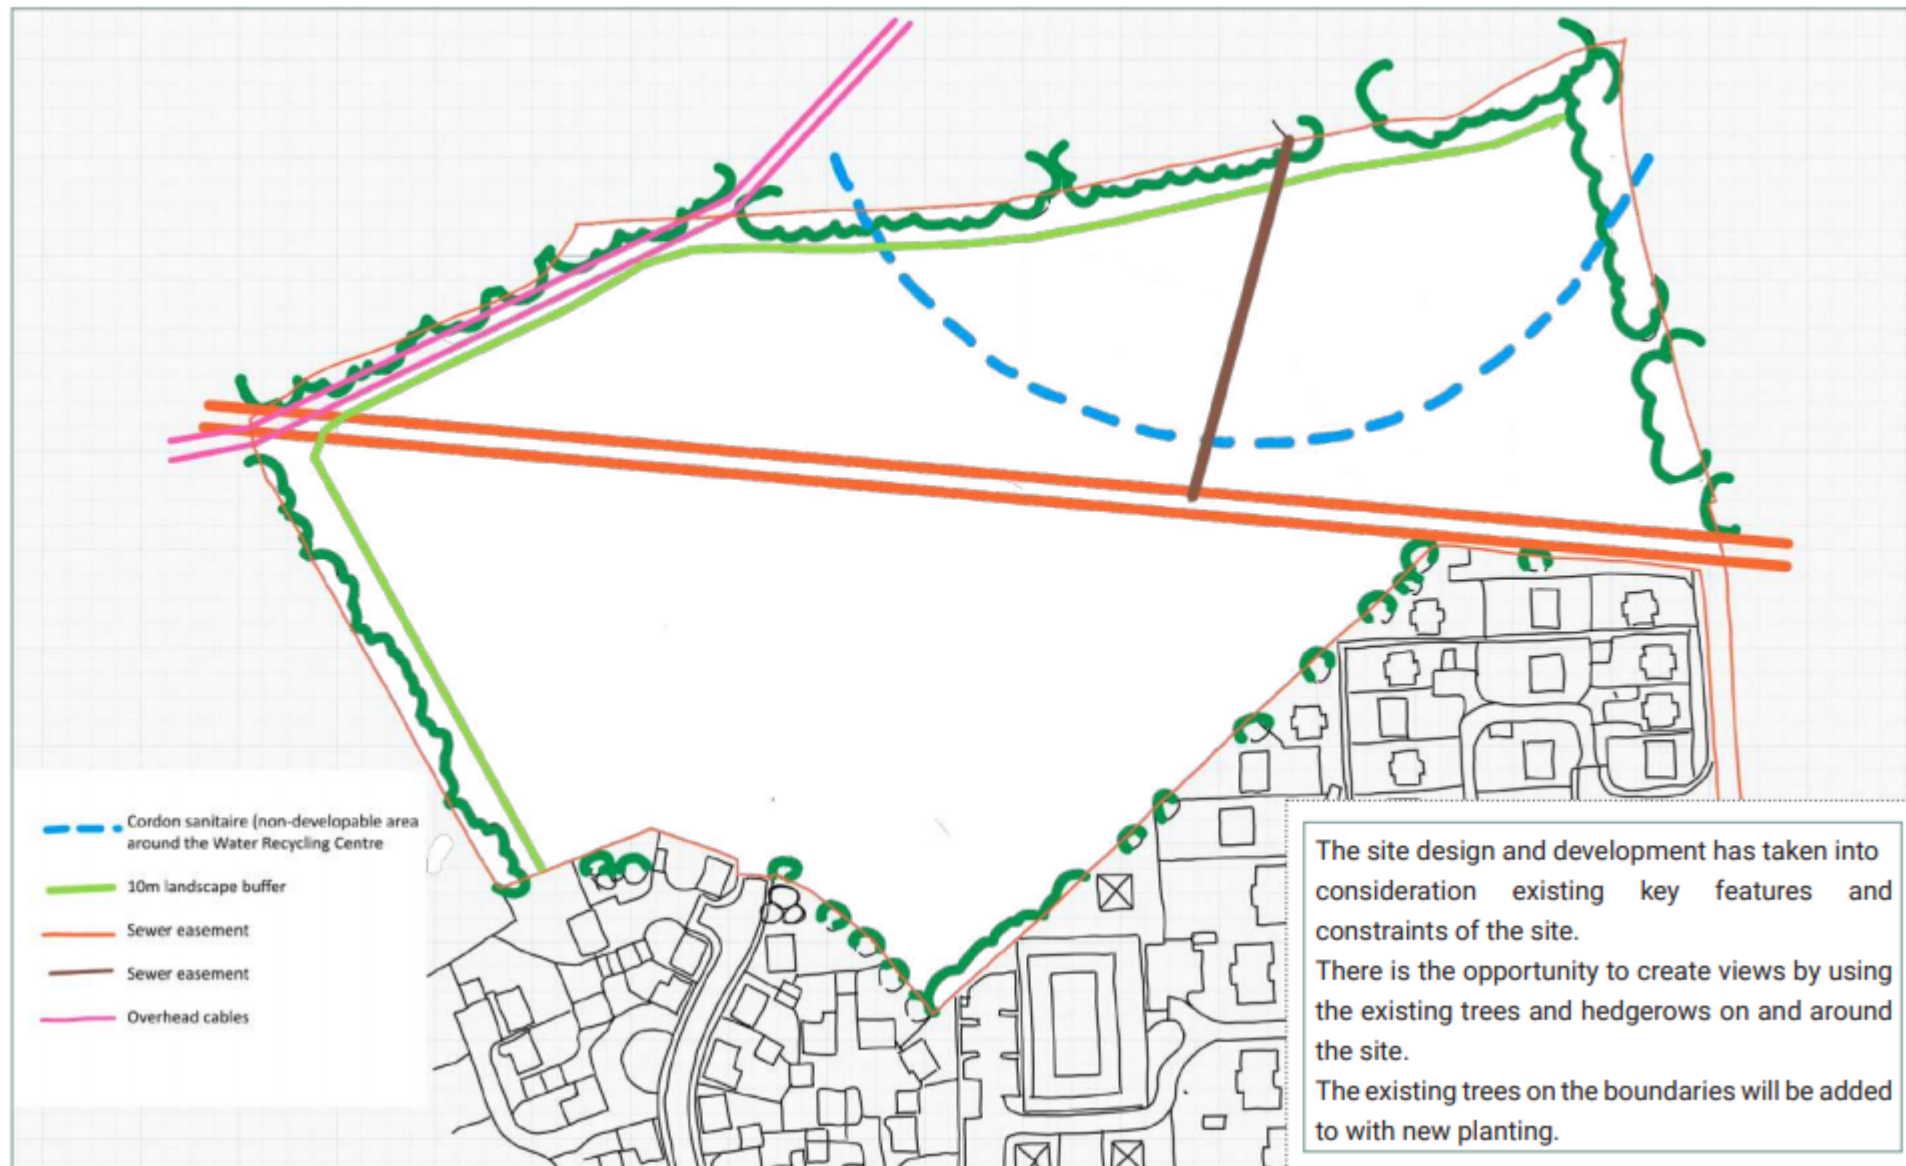 Cordon sanitaire (non-developable area
around the Water Recycling Centre
10m landscape buffer
Sewer easement
Sewer easement
Overhead cables
The site design and development has taken into
consideration existing key features and
constraints of the site.
There is the opportunity to create views by using
the existing trees and hedgerows on and around
the site.
The existing trees on the boundaries will be added
to with new planting.